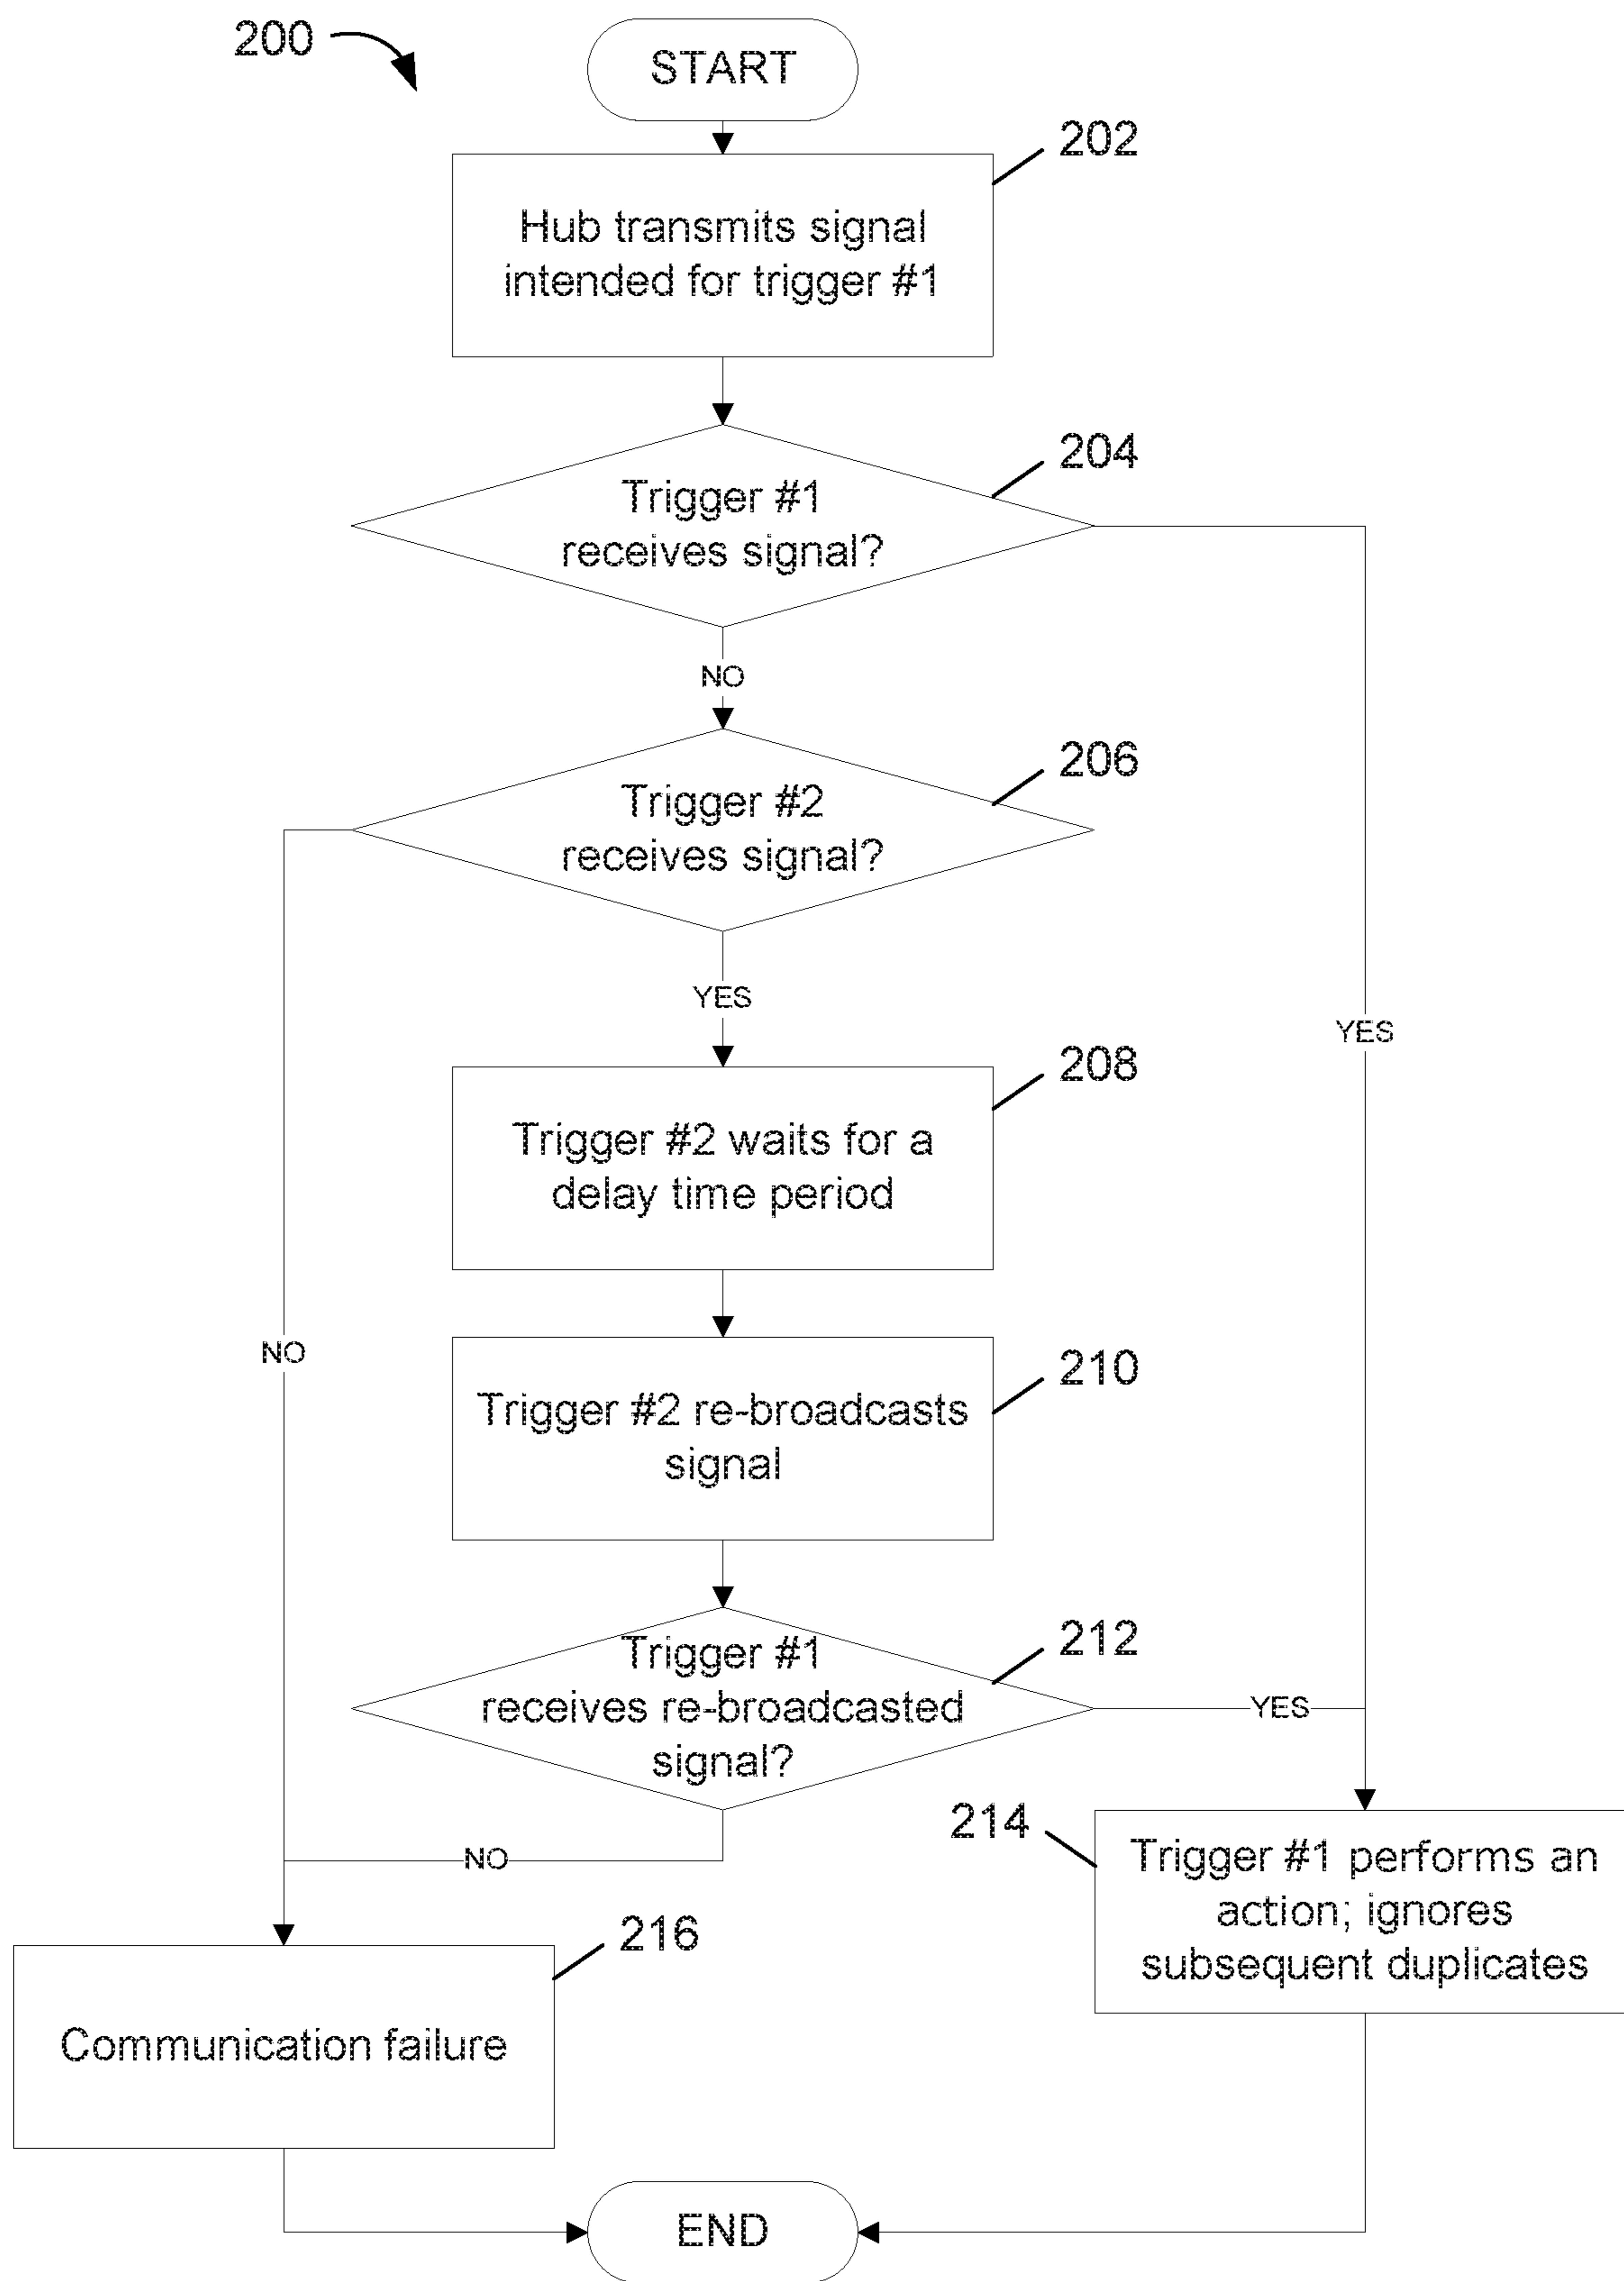 200
START
202
Hub transmits signal
intended for trigger #1
204
Trigger #1
receives signal?
NO
206
Trigger #2
receives signal?
YES
YES
208
Trigger #2 waits for a
delay time period
NO
210
Trigger #2 re-broadcasts
signal
212
Trigger #1
receives re-broadcasted
signal?
YES
NO
214
Trigger #1 performs an
action; ignores
subsequent duplicates
216
Communication failure
END